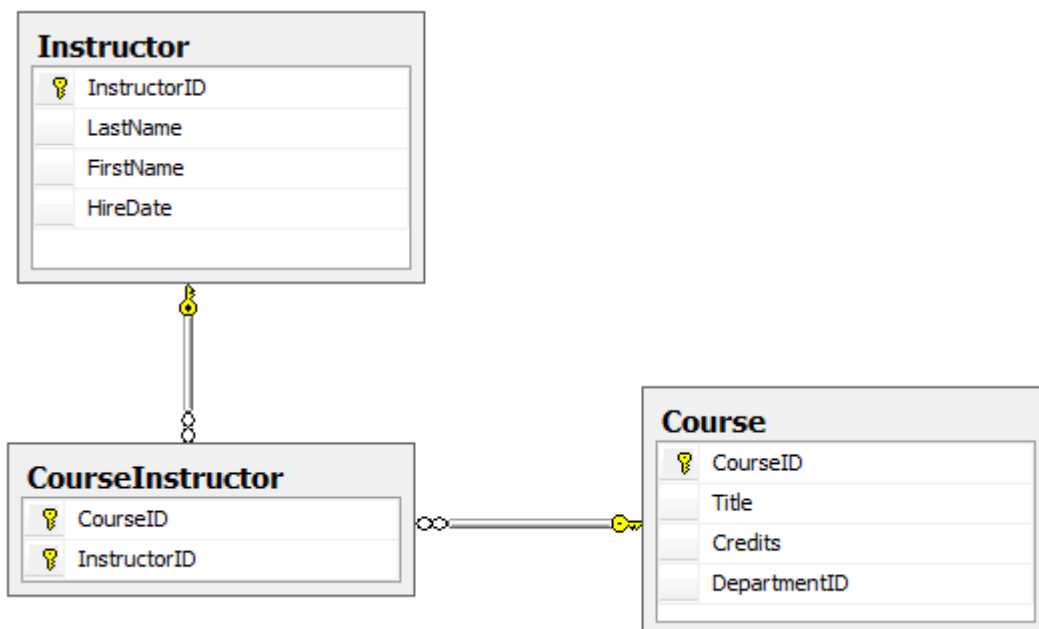 Instructor
InstructorID
LastName
FirstName
HireDate
CourseInstructor
CourseID
InstructorID
Course
CourseID
Title
Credits
DepartmentID